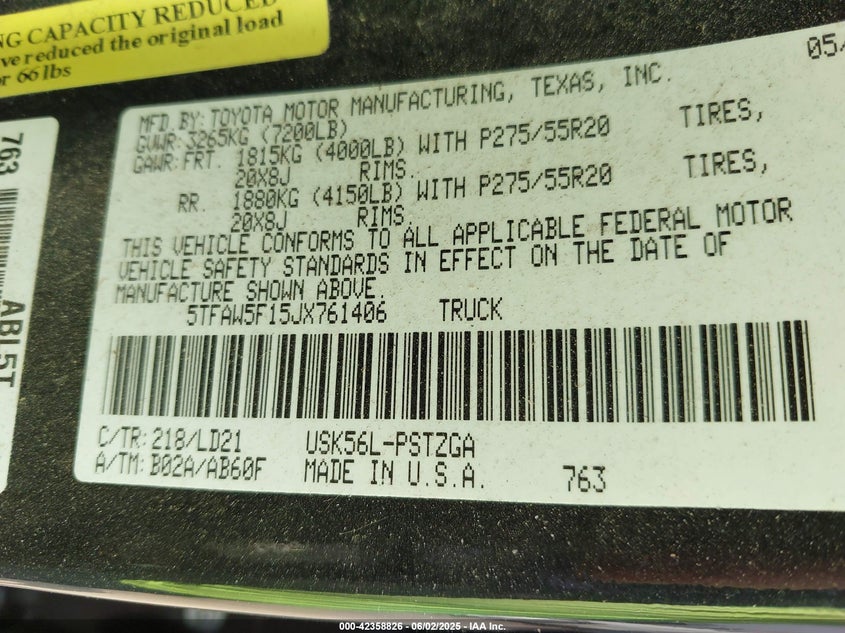 NG CAPACITY REDUCED
ve reduced the original load
or 66 lbs
763
ABL5T
05/
MFD.BY: TOYOTA MOTOR MANUFACTURING, TEXAS, INC.
GVWR: 3265KG (7200LB)
GAWR: FRT. 1815KG (4000LB) WITH P275/55R20 TIRES,
20X8J RIMS.
RR. 1880KG (4150LB) WITH P275/55R20 TIRES,
20X8J RIMS.
THIS VEHICLE CONFORMS TO ALL APPLICABLE FEDERAL MOTOR
VEHICLE SAFETY STANDARDS IN EFFECT ON THE DATE OF
MANUFACTURE SHOWN ABOVE.
5TFAW5F15JX761406 TRUCK
C/TR: 218/LD21 USK56L-PSTZGA
A/TM: B02A/AB60F MADE IN U.S.A. 763
000-42358826 - 06/02/2025 - IAA Inc.